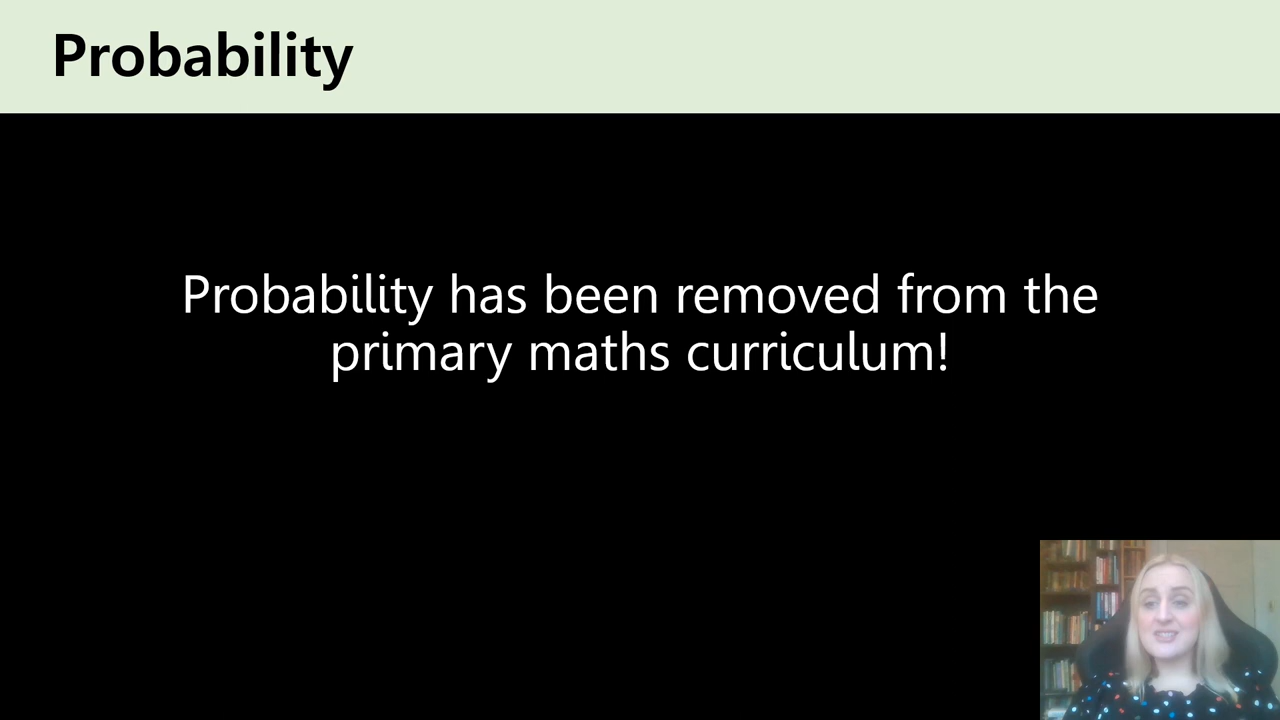 Probability
Probability has been removed from the
primary maths curriculum!